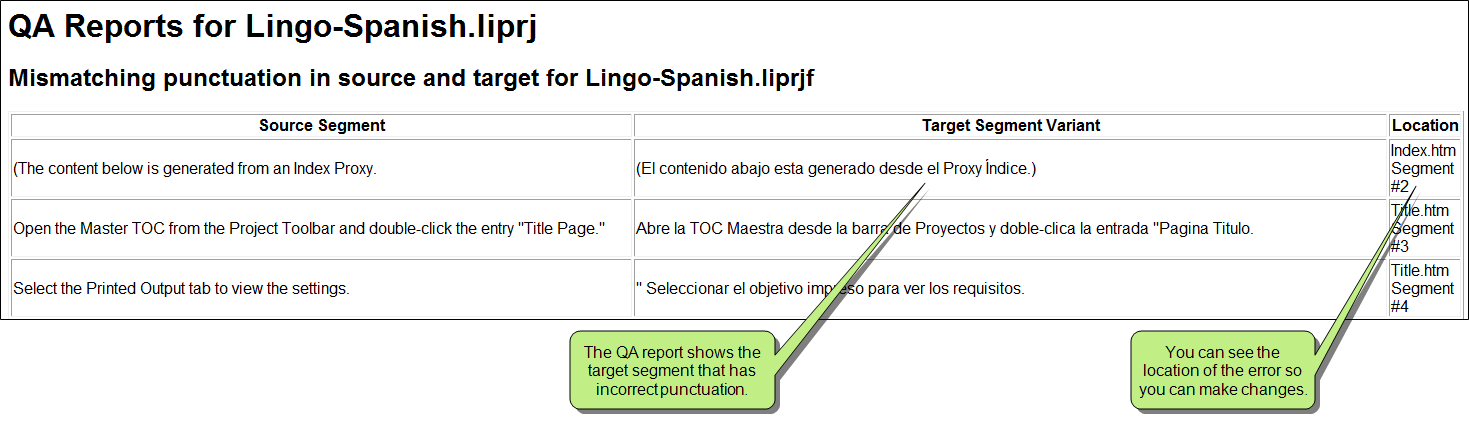 QA Reports for Lingo-Spanish.liprj
Mismatching punctuation in source and target for Lingo-Spanish.liprjf
Source Segment Target Segment Variant Location
(The content below is generated from an Index Proxy. (El contenido abajo esta generado desde el Proxy Índice.) Index.htm
Segment
#2
Open the Master TOC from the Project Toolbar and double-click the entry "Title Page." Abre la TOC Maestra desde la barra de Proyectos y doble-clica la entrada "Pagina Titulo. Title.htm
Segment
#3
Select the Printed Output tab to view the settings. " Seleccionar el objetivo impreso para ver los requisitos. Title.htm
Segment
#4
The QA report shows the
target segment that has
incorrect punctuation.
You can see the
location of the error so
you can make changes.